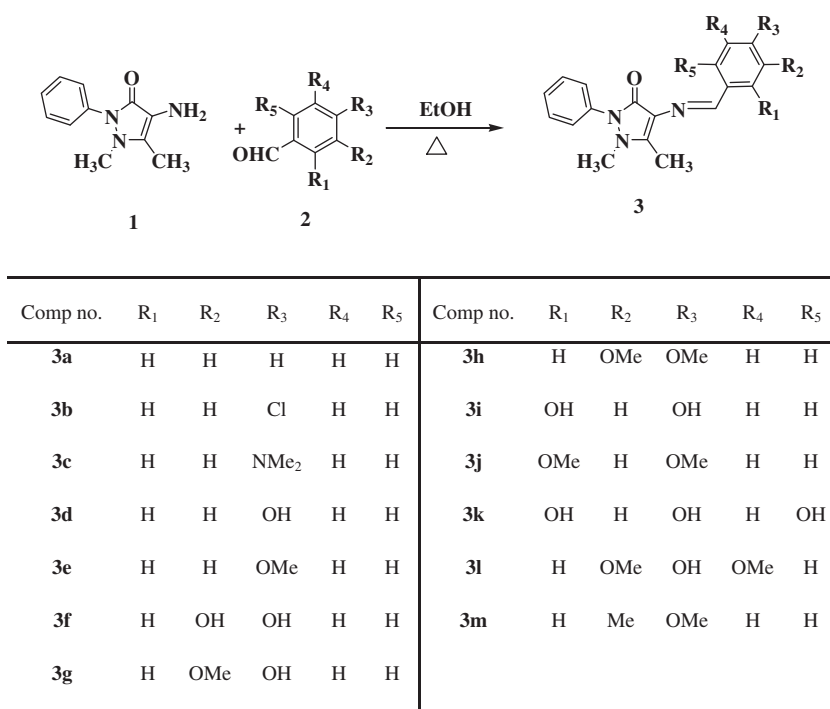 O
N
N
NH₂
H₃C
CH₃
1
+
R₄
R₅
R₃
OHC
R₂
R₁
2
EtOH
△
R₄
R₃
R₅
R₂
R₁
O
N
N
N
H₃C
CH₃
3
Comp no. R₁ R₂ R₃ R₄ R₅ Comp no. R₁ R₂ R₃ R₄ R₅
3a H H H H H 3h H OMe OMe H H
3b H H Cl H H 3i OH H OH H H
3c H H NMe₂ H H 3j OMe H OMe H H
3d H H OH H H 3k OH H OH H OH
3e H H OMe H H 3l H OMe OH OMe H
3f H OH OH H H 3m H Me OMe H H
3g H OMe OH H H